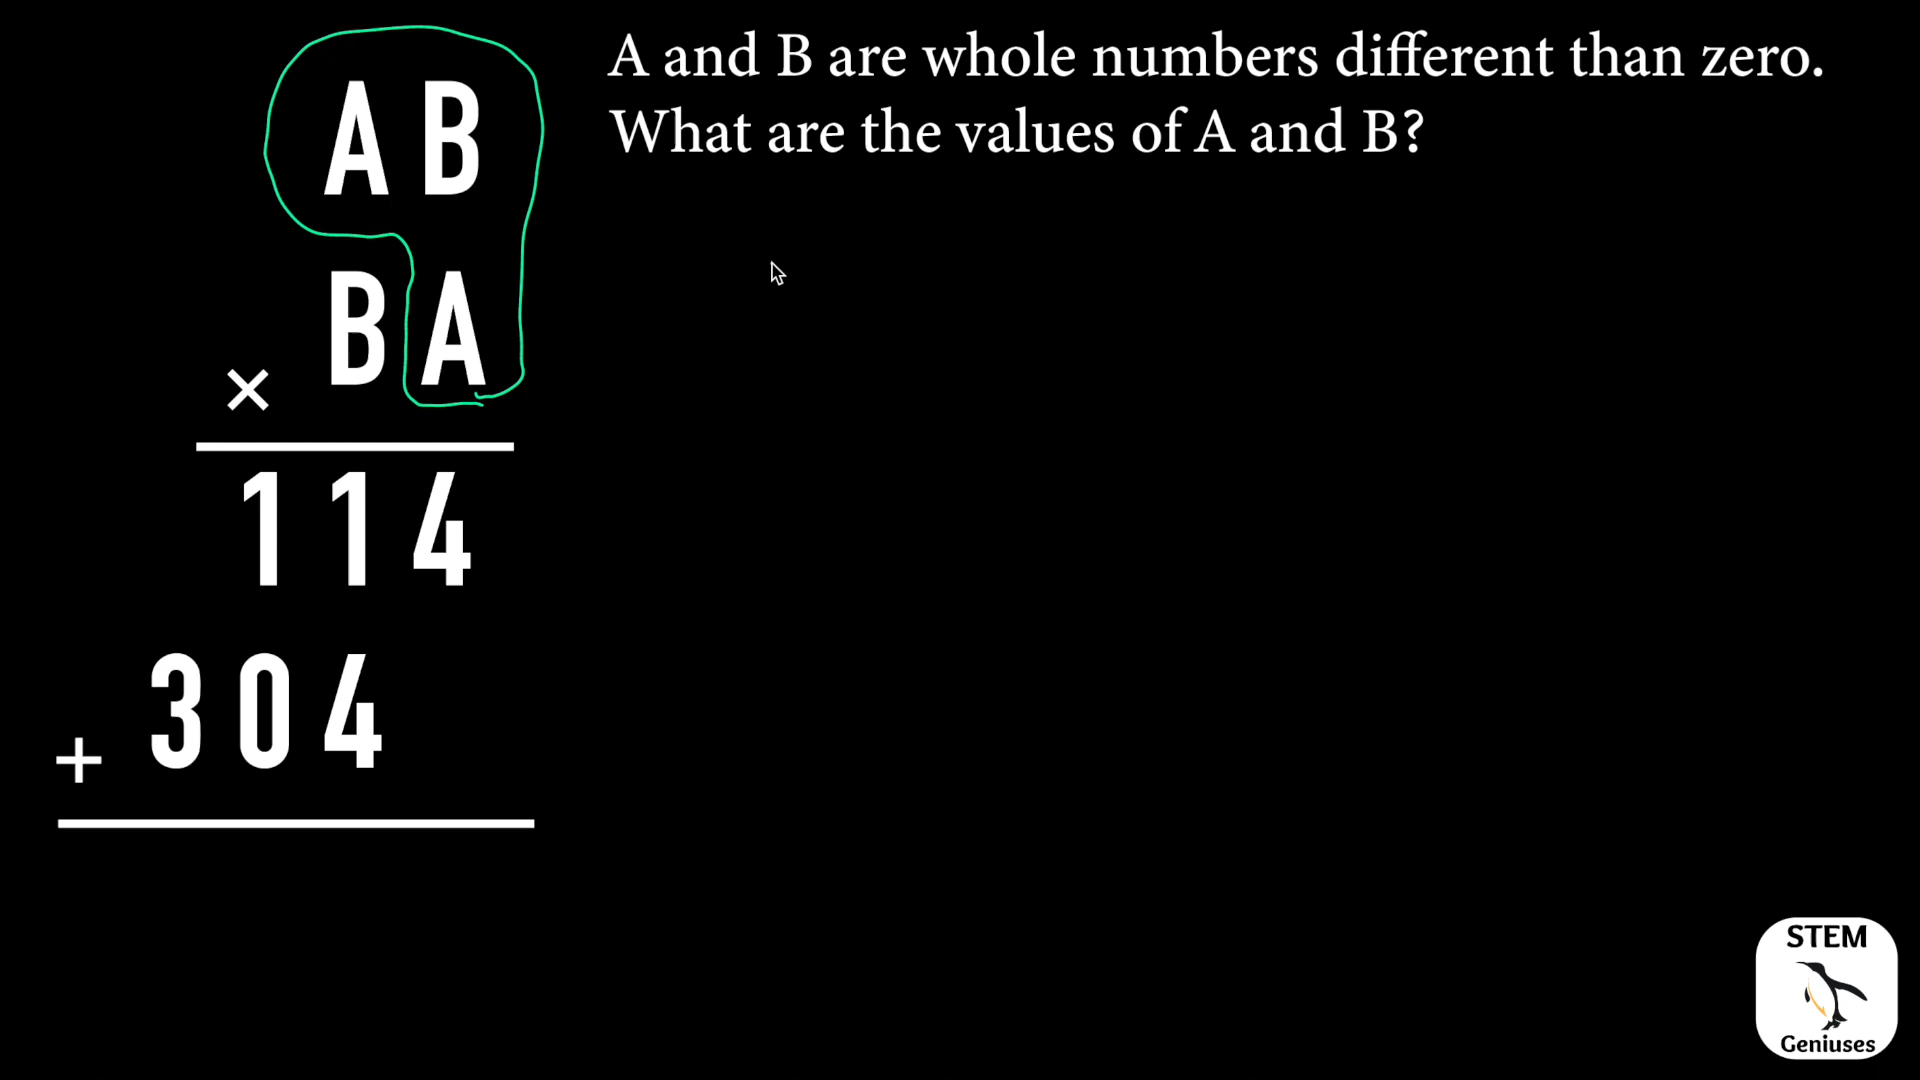 A and B are whole numbers different than zero.
What are the values of A and B?
A B
B A
×
1 1 4
3 0 4
+
STEM
Geniuses